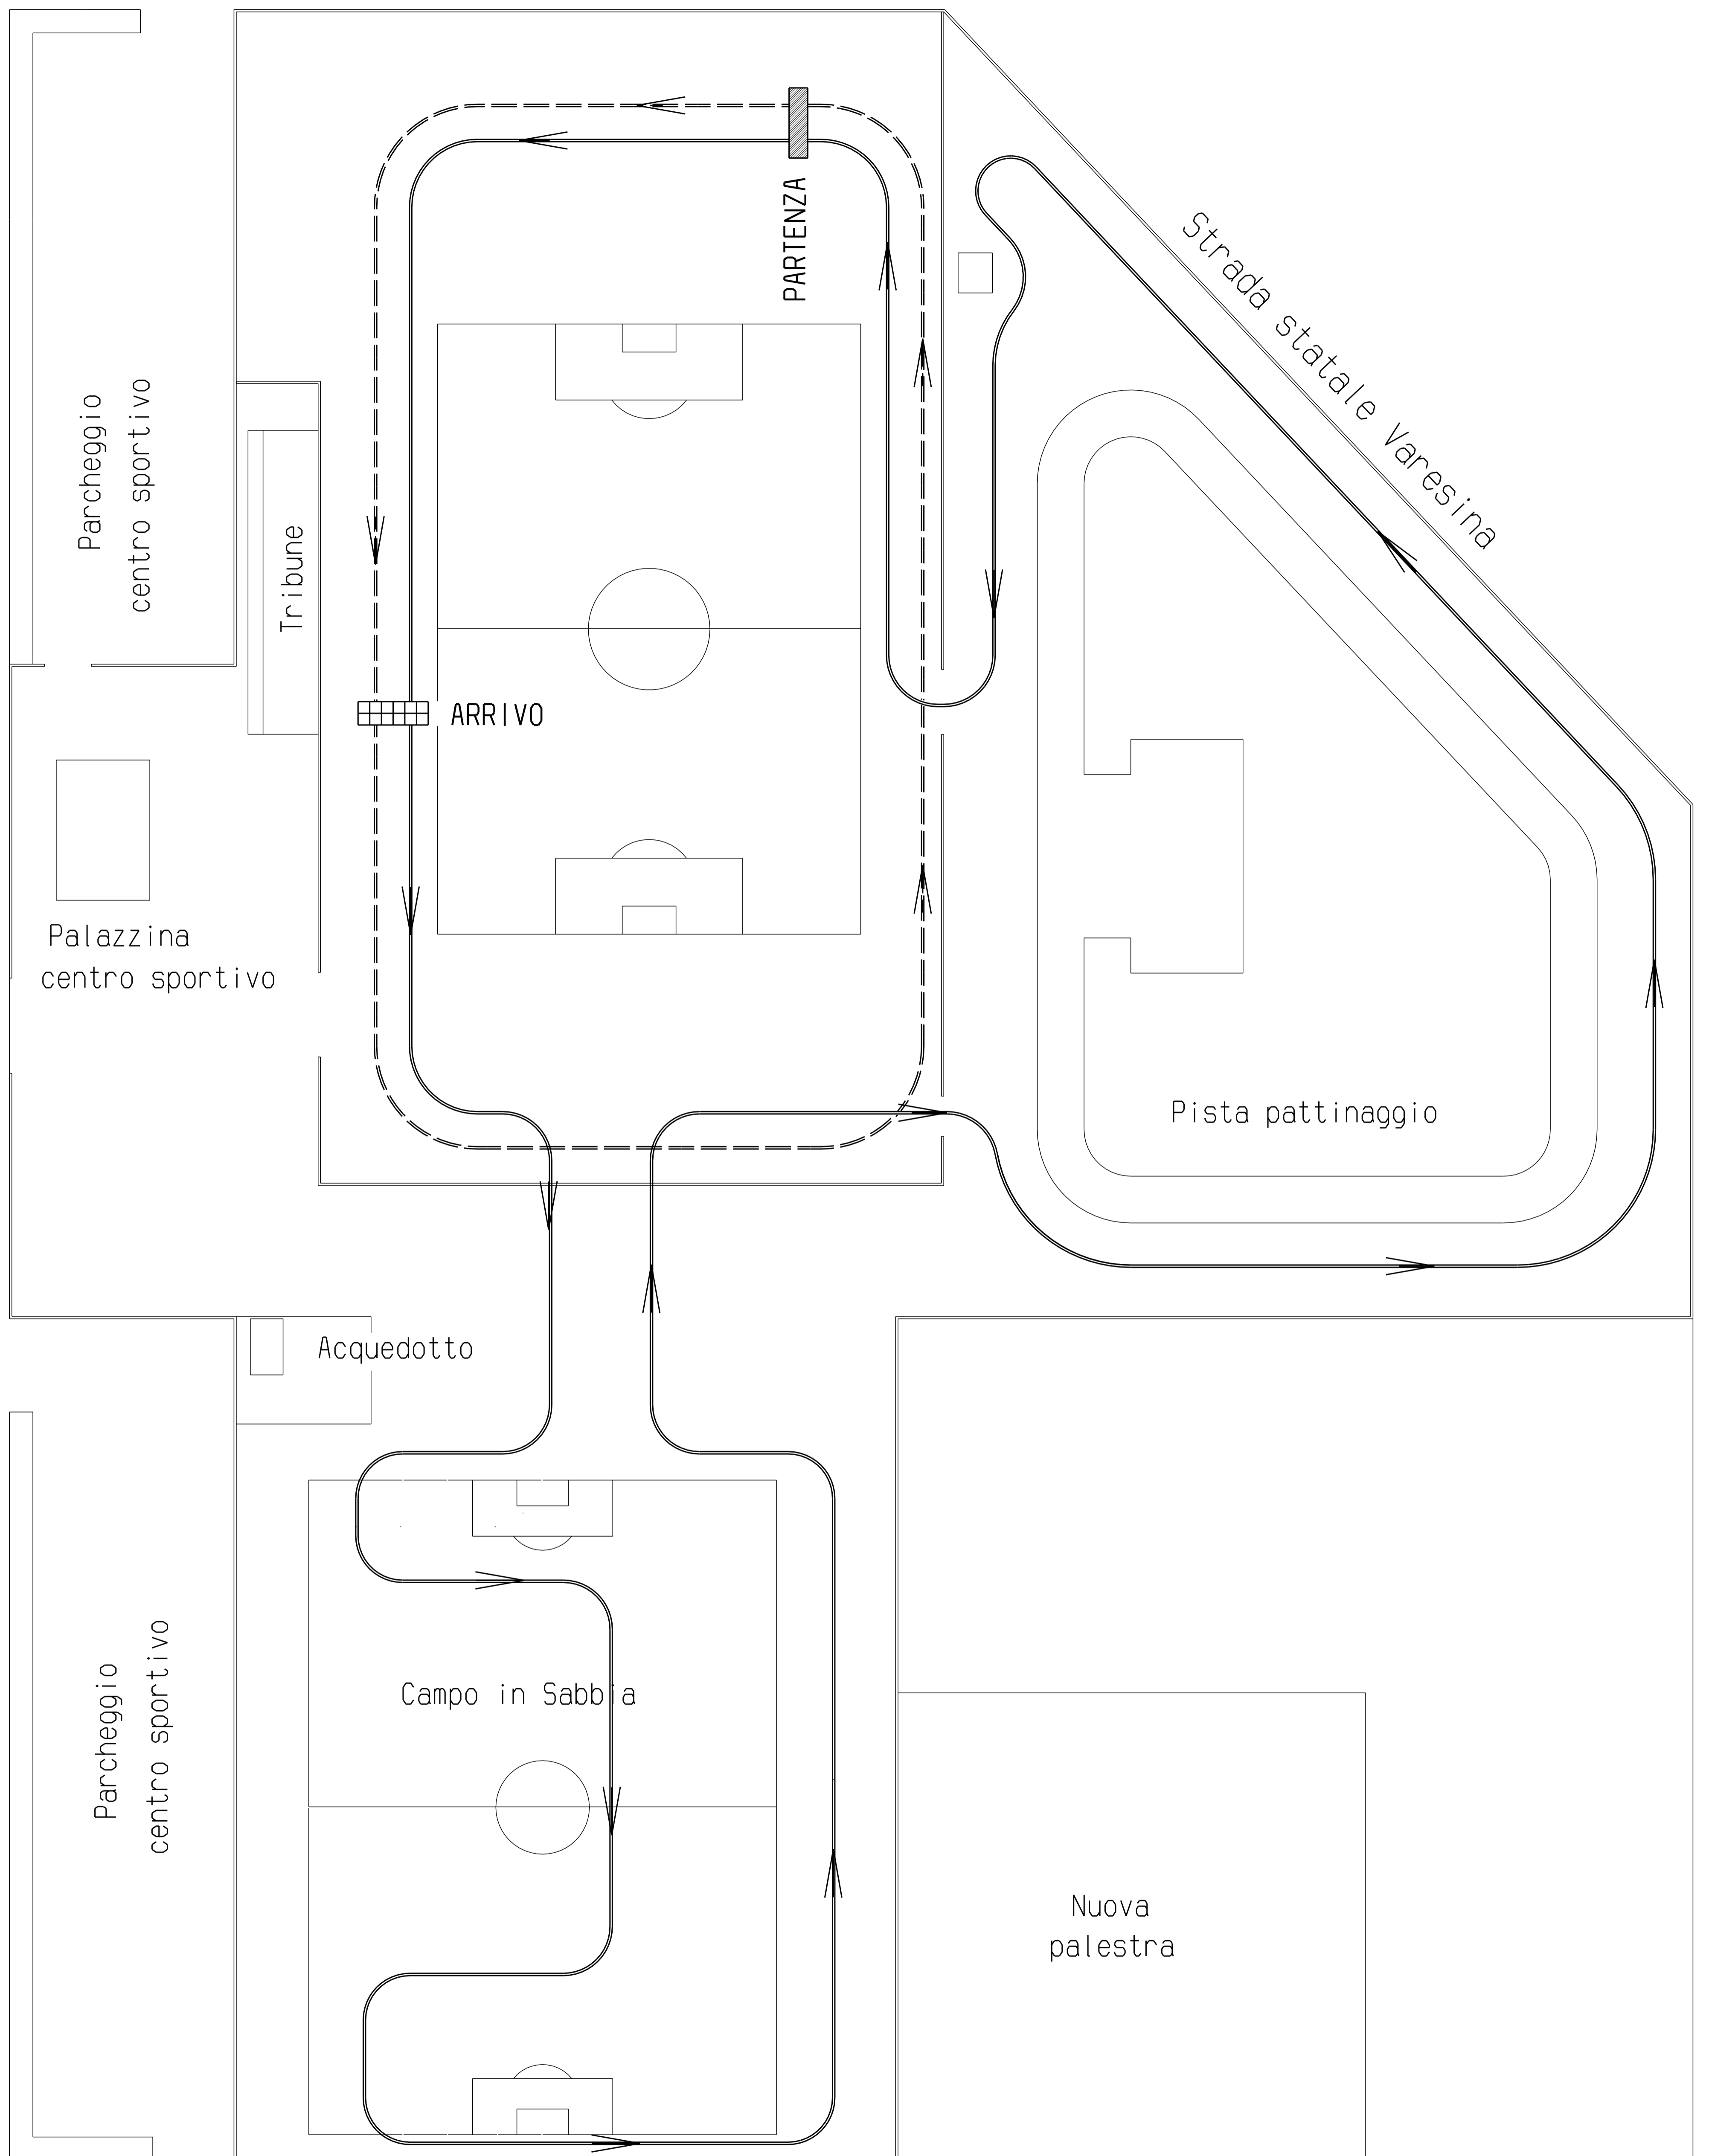 PARTENZA
Strada statale Varesina
Parcheggio
centro sportivo
Tribune
ARRIVO
Palazzina
centro sportivo
Pista pattinaggio
Acquedotto
Campo in Sabbia
Parcheggio
centro sportivo
Nuova
palestra